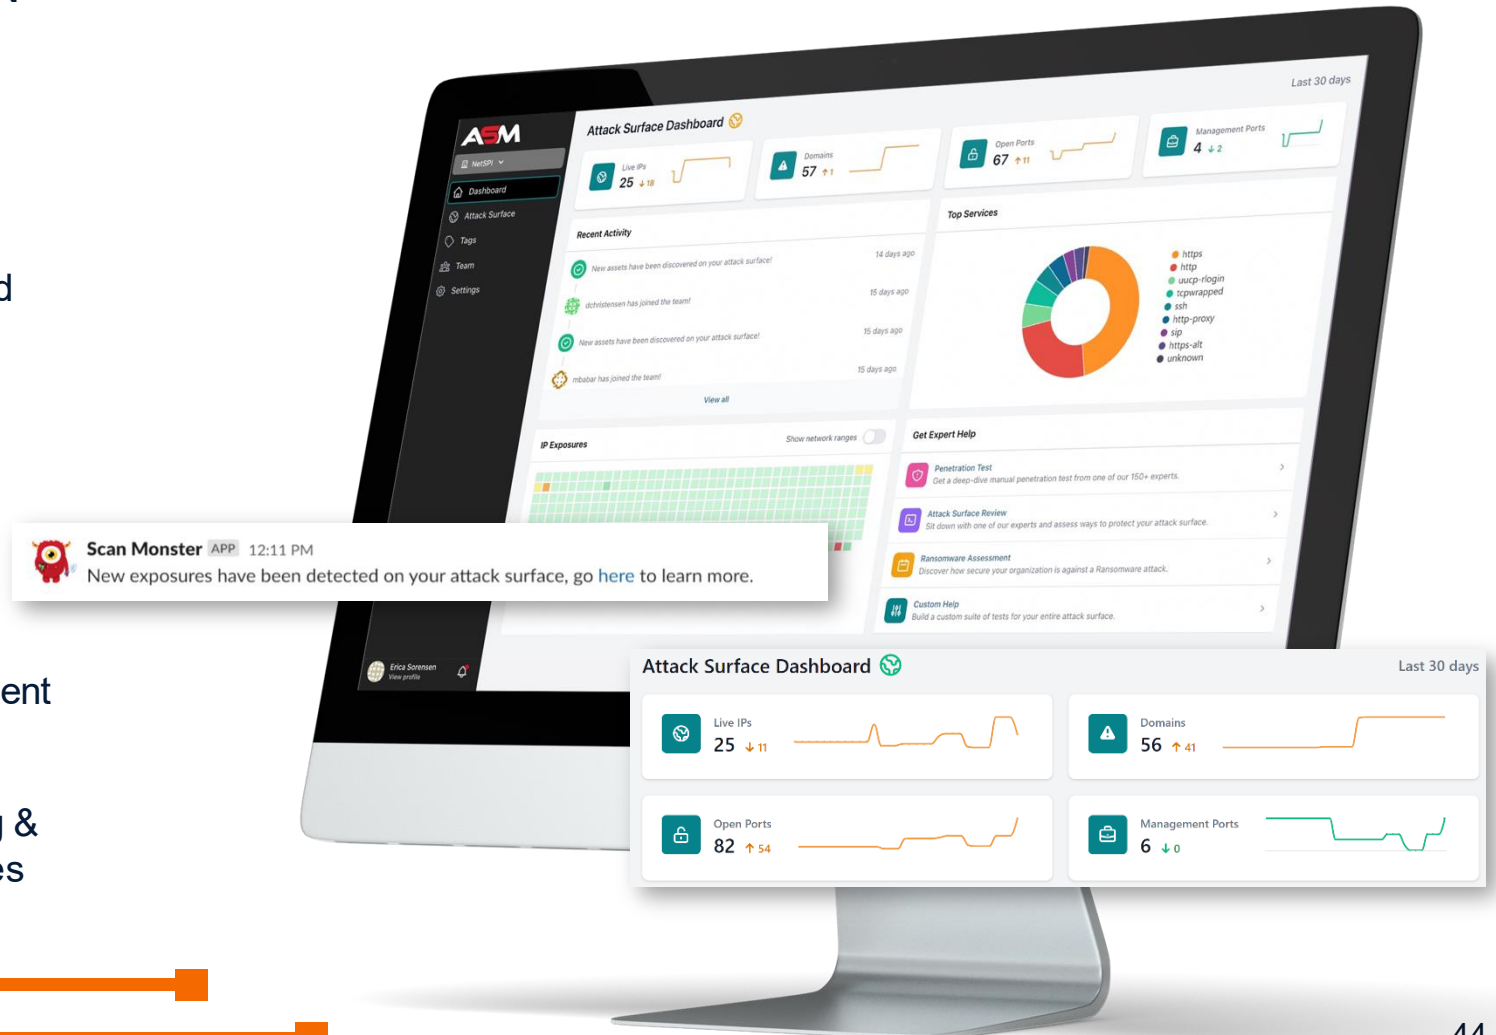 ASM
NetSPI
Dashboard
Attack Surface
Tags
Team
Settings
Erica Sorensen
View profile
Attack Surface Dashboard
Last 30 days
Live IPs
25 ↓ 18
Domains
57 ↑ 1
Open Ports
67 ↑ 11
Management Ports
4 ↓ 2
Recent Activity
New assets have been discovered on your attack surface!
14 days ago
dchristensen has joined the team!
15 days ago
New assets have been discovered on your attack surface!
15 days ago
mbabar has joined the team!
15 days ago
View all
Top Services
https
http
uucp-rlogin
tcpwrapped
ssh
http-proxy
sip
https-alt
unknown
IP Exposures
Show network ranges
Get Expert Help
Penetration Test
Get a deep-dive manual penetration test from one of our 150+ experts.
Attack Surface Review
Sit down with one of our experts and assess ways to protect your attack surface.
Ransomware Assessment
Discover how secure your organization is against a Ransomware attack.
Custom Help
Build a custom suite of tests for your entire attack surface.
d
Scan Monster APP 12:11 PM
New exposures have been detected on your attack surface, go here to learn more.
ent
&
es
Attack Surface Dashboard
Last 30 days
Live IPs
25 ↓ 11
Domains
56 ↑ 41
Open Ports
82 ↑ 54
Management Ports
6 ↓ 0